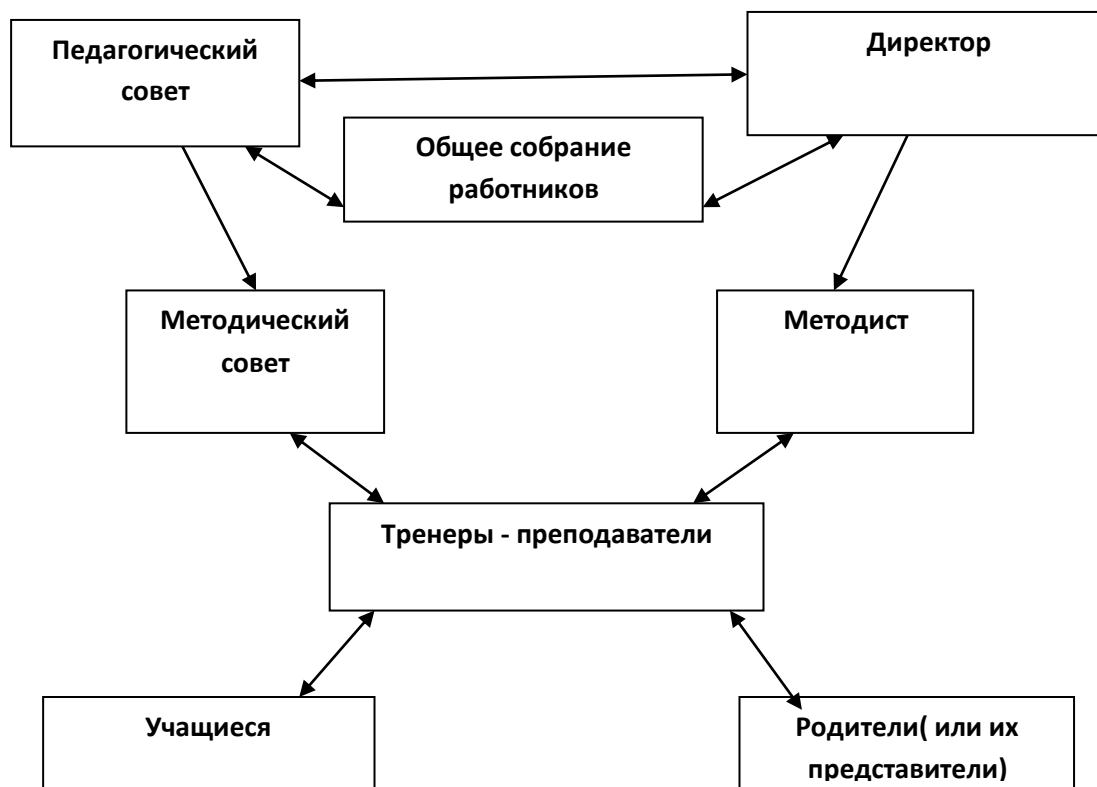 Педагогический
совет
Директор
Общее собрание
работников
Методический
совет
Методист
Тренеры - преподаватели
Учащиеся
Родители( или их
представители)